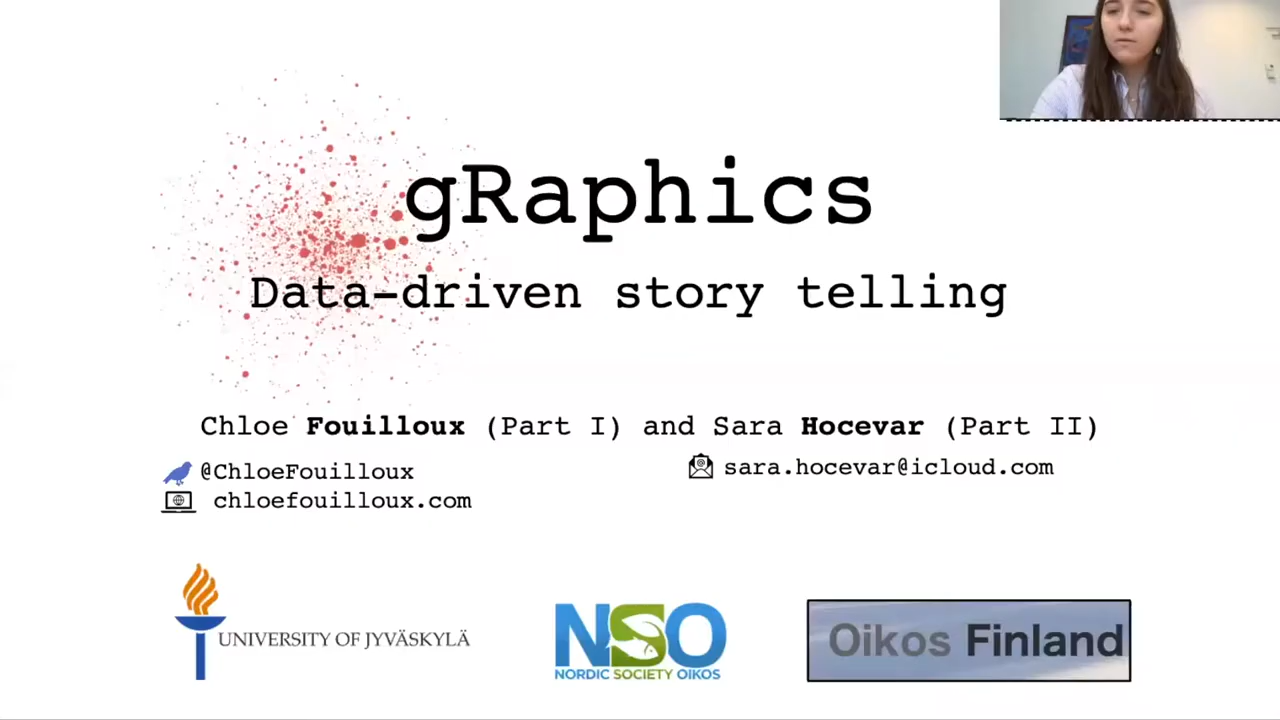 gRaphics
Data-driven story telling
Chloe Fouilloux (Part I) and Sara Hocevar (Part II)
@ChloeFouilloux
sara.hocevar@icloud.com
chloefouilloux.com
UNIVERSITY OF JYVÄSKYLÄ
NSO
NORDIC SOCIETY OIKOS
Oikos Finland